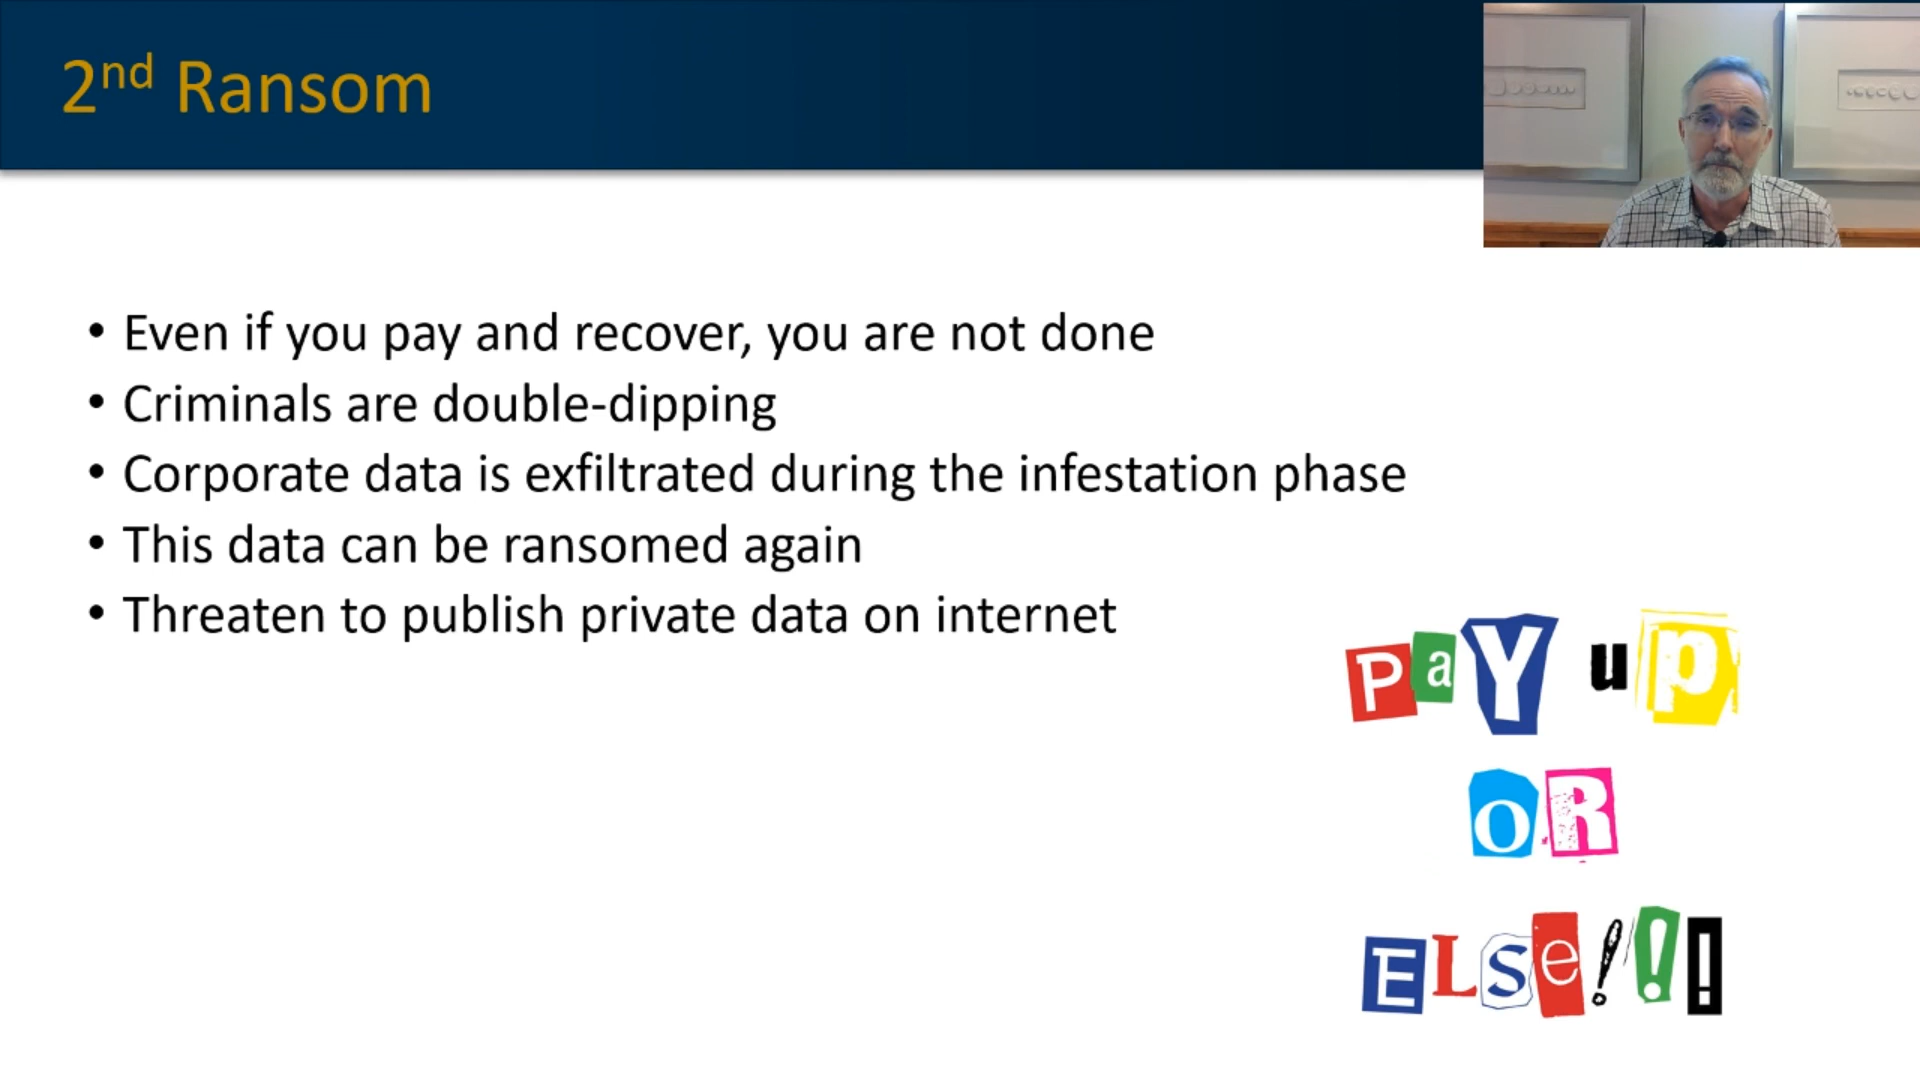 2nd Ransom
• Even if you pay and recover, you are not done
• Criminals are double-dipping
• Corporate data is exfiltrated during the infestation phase
• This data can be ransomed again
• Threaten to publish private data on internet
PaY up
oR
ELSe!!!